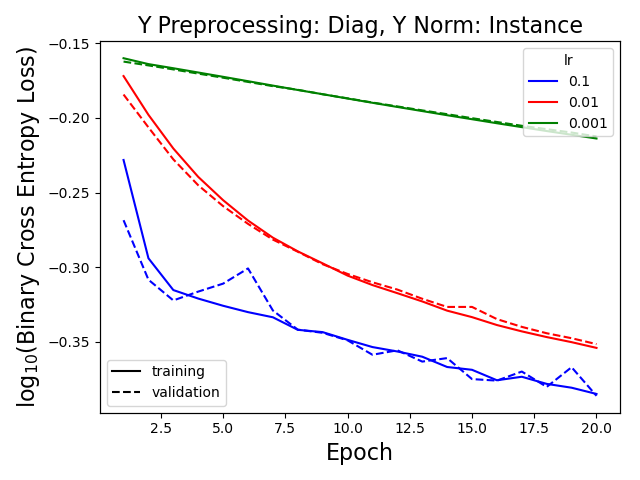 Y Preprocessing: Diag, Y Norm: Instance
log₁₀(Binary Cross Entropy Loss)
−0.15
−0.20
−0.25
−0.30
−0.35
lr
0.1
0.01
0.001
training
validation
2.5 5.0 7.5 10.0 12.5 15.0 17.5 20.0
Epoch